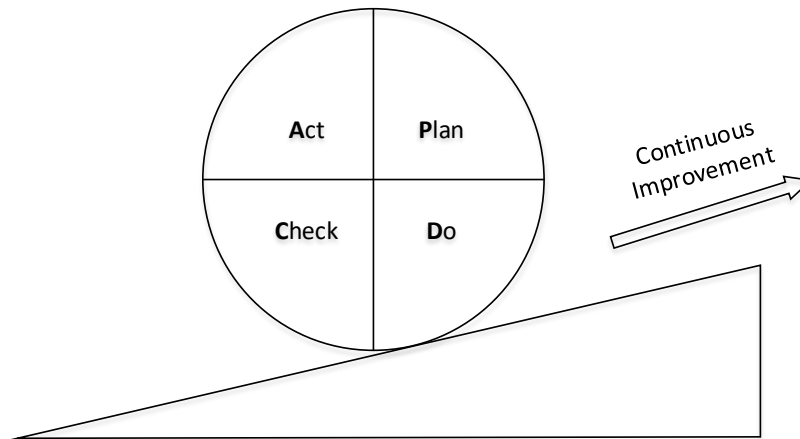 Act
Plan
Check
Do
Continuous
Improvement